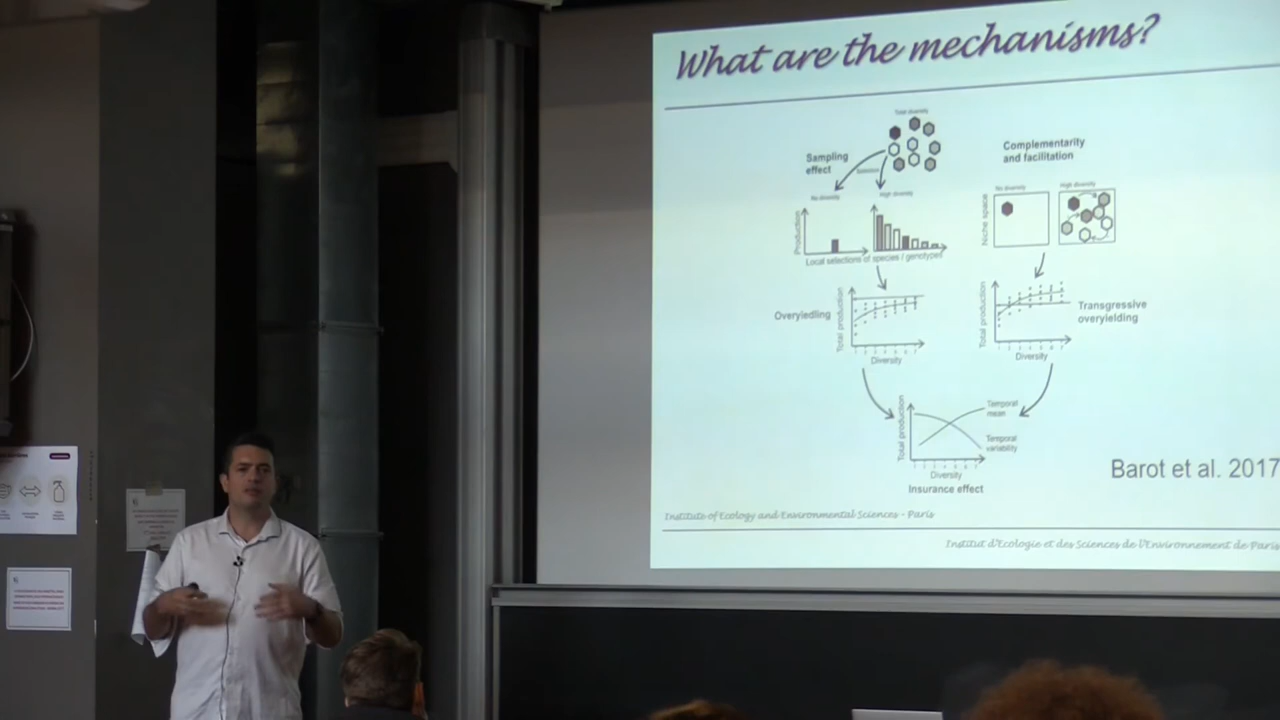 What are the mechanisms?
Total diversity
Sampling
effect
Complementarity
and facilitation
No diversity
High diversity
No diversity
High diversity
Production
Niche space
Local selections of species / genotypes
Overyiedling
Total production
Diversity
Total production
Diversity
Transgressive
overyielding
Total production
Temporal
mean
Temporal
variability
Diversity
Insurance effect
Barot et al. 2017
Institute of Ecology and Environmental Sciences - Paris
Institut d'Ecologie et des Sciences de l'Environnement de Paris